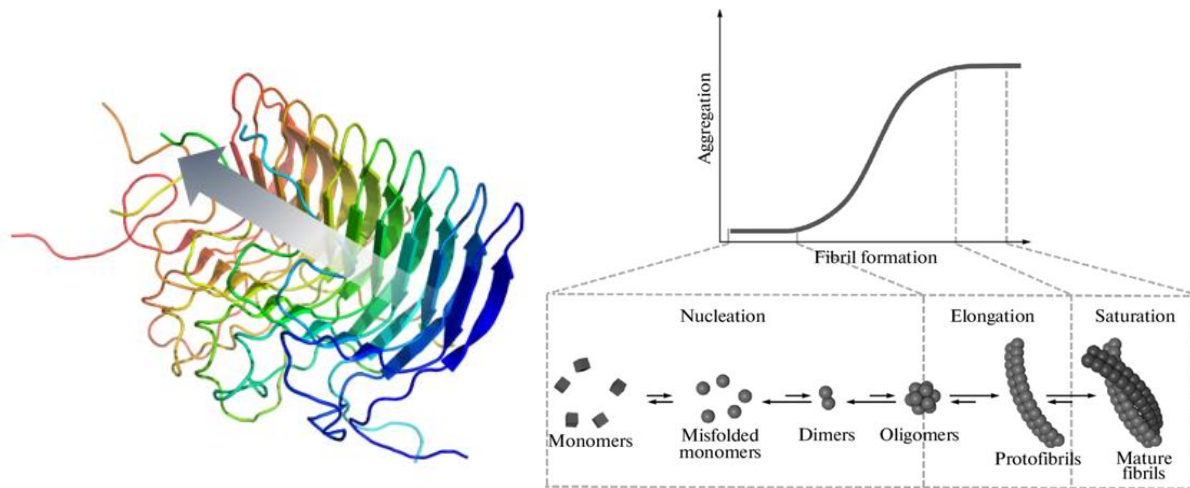 Aggregation
Fibril formation
Nucleation
Elongation
Saturation
Monomers
Misfolded
monomers
Dimers
Oligomers
Protofibrils
Mature
fibrils